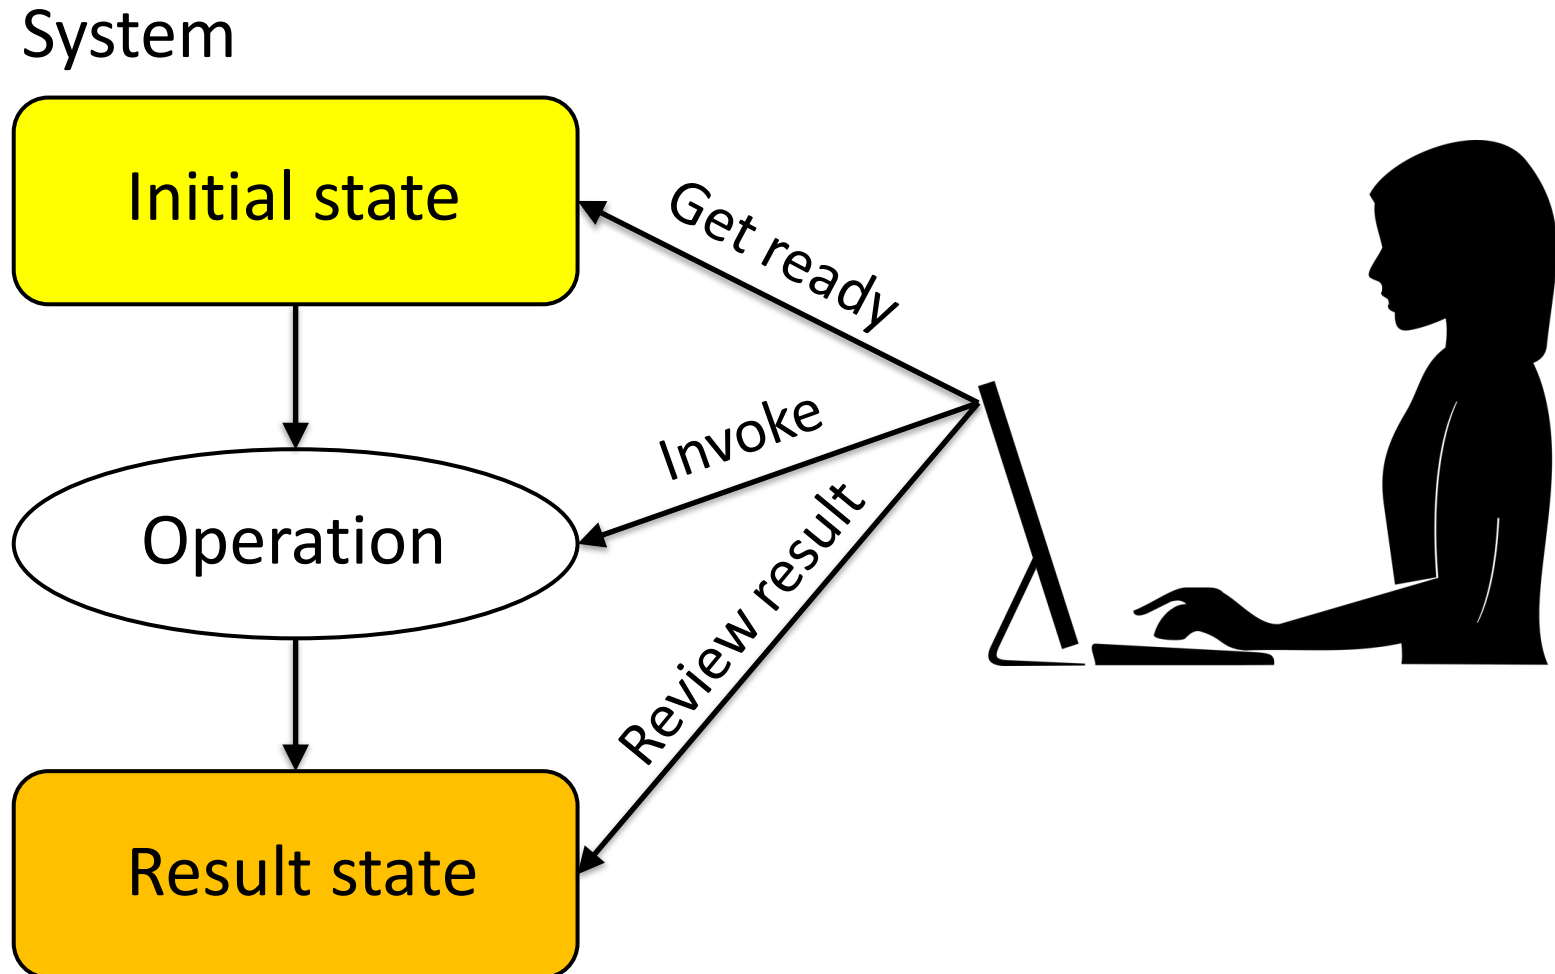 System
Initial state
Get ready
Invoke
Operation
Review result
Result state